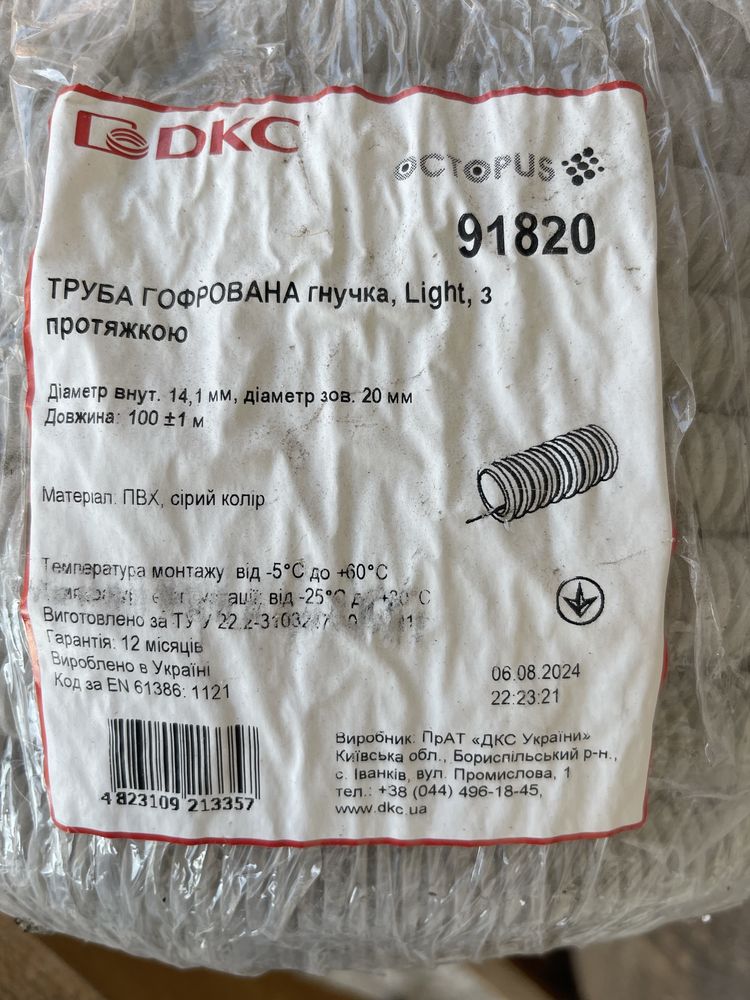 DKC
OCTOPUS
91820
ТРУБА ГОФРОВАНА гнучка, Light, з
протяжкою
Діаметр внут. 14,1 мм, діаметр зов. 20 мм
Довжина: 100 ±1 м
Матеріал: ПВХ, сірий колір
Температура монтажу від -5°C до +60°C
від -25°C
Виготовлено за ТУ У
Гарантія: 12 місяців
Вироблено в Україні
Код за EN 61386: 1121
06.08.2024
22:23:21
4 823109 213357
Виробник: ПрАТ «ДКС України»
Київська обл., Бориспільський р-н.,
с. Іванків, вул. Промислова, 1
тел.: +38 (044) 496-18-45,
www.dkc.ua